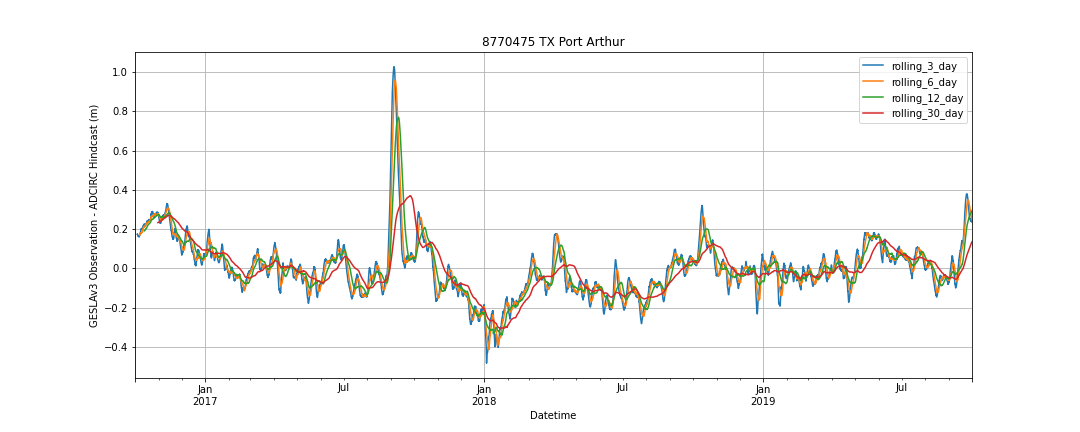 8770475 TX Port Arthur
GESLAv3 Observation - ADCIRC Hindcast (m)
1.0
0.8
0.6
0.4
0.2
0.0
−0.2
−0.4
rolling_3_day
rolling_6_day
rolling_12_day
rolling_30_day
Jan
2017
Jul
Jan
2018
Jul
Jan
2019
Jul
Datetime